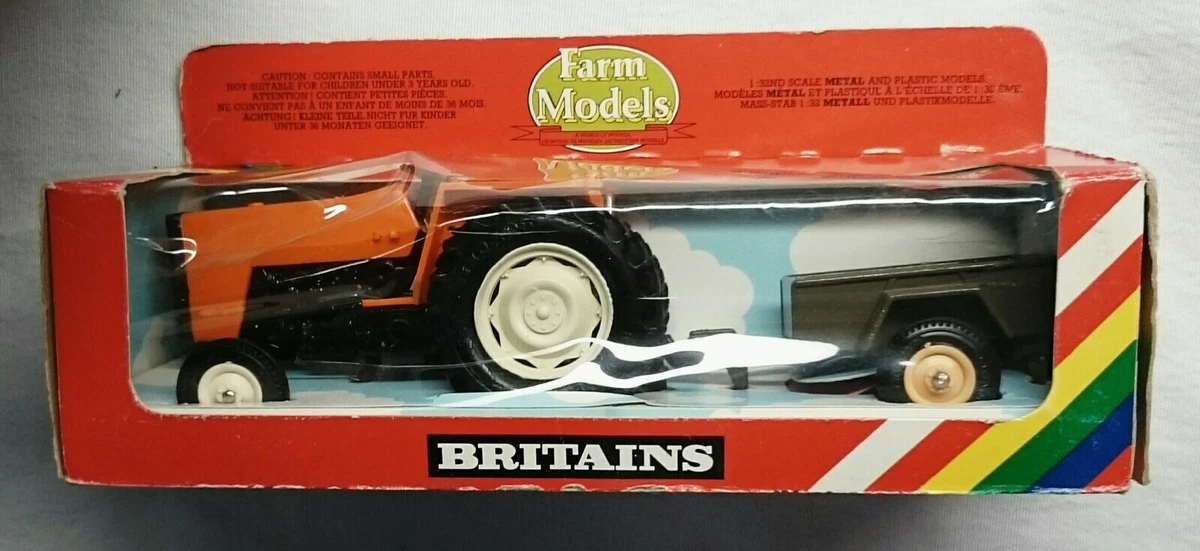 CAUTION : CONTAINS SMALL PARTS.
NOT SUITABLE FOR CHILDREN UNDER 3 YEARS OLD.
ATTENTION ! CONTIENT PETITES PIÈCES.
NE CONVIENT PAS À UN ENFANT DE MOINS DE 36 MOIS.
ACHTUNG ! KLEINE TEILE. NICHT FUR KINDER
UNTER 36 MONATEN GEEIGNET.
Farm
Models
1 :32ND SCALE METAL AND PLASTIC MODELS.
MODÈLES MÉTAL ET PLASTIQUE À L'ÉCHELLE DE 1 :32 ÈME.
MASS-STAB 1 :32 METALL UND PLASTIKMODELLE.
BRITAINS